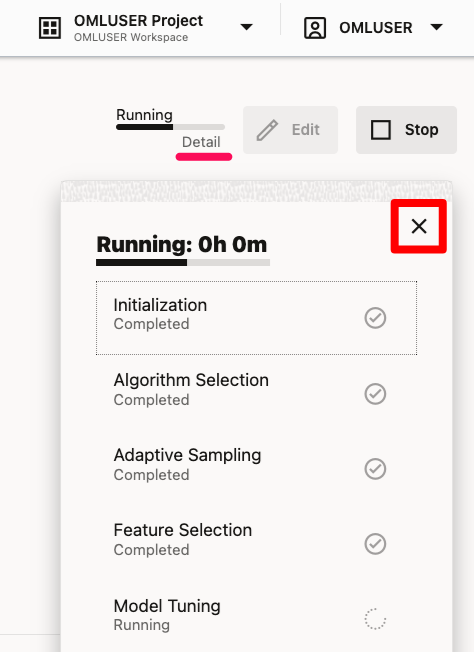 OMLUSER Project
OMLUSER Workspace
OMLUSER
Running
Detail
Edit
Stop
Running: 0h 0m
Initialization
Completed
Algorithm Selection
Completed
Adaptive Sampling
Completed
Feature Selection
Completed
Model Tuning
Running